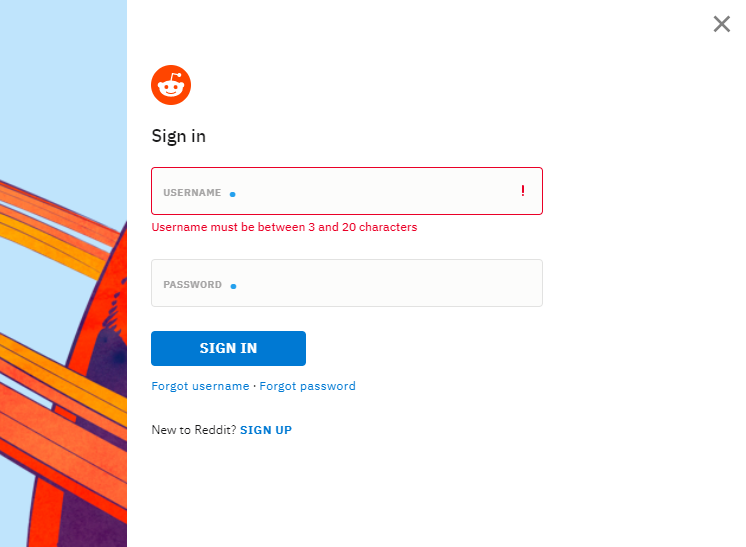 Sign in
USERNAME
!
Username must be between 3 and 20 characters
PASSWORD
SIGN IN
Forgot username · Forgot password
New to Reddit? SIGN UP